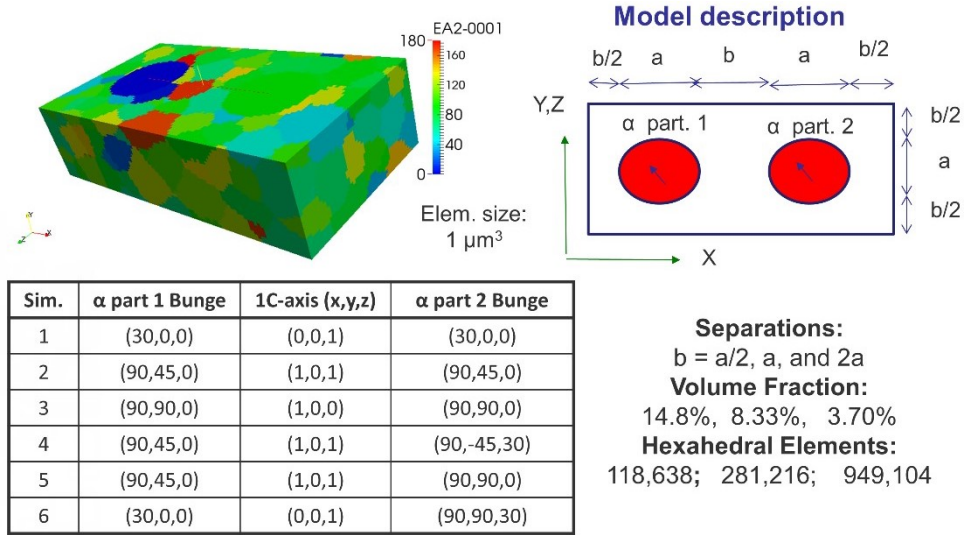 EA2-0001
180
160
120
80
40
0
Elem. size:
1 µm³
Y
X
Z
Model description
b/2 a b a b/2
Y,Z
α part. 1 α part. 2
b/2
a
b/2
X
Sim. α part 1 Bunge 1C-axis (x,y,z) α part 2 Bunge
1 (30,0,0) (0,0,1) (30,0,0)
2 (90,45,0) (1,0,1) (90,45,0)
3 (90,90,0) (1,0,0) (90,90,0)
4 (90,45,0) (1,0,1) (90,-45,30)
5 (90,45,0) (1,0,1) (90,90,0)
6 (30,0,0) (0,0,1) (90,90,30)
Separations:
b = a/2, a, and 2a
Volume Fraction:
14.8%, 8.33%, 3.70%
Hexahedral Elements:
118,638; 281,216; 949,104